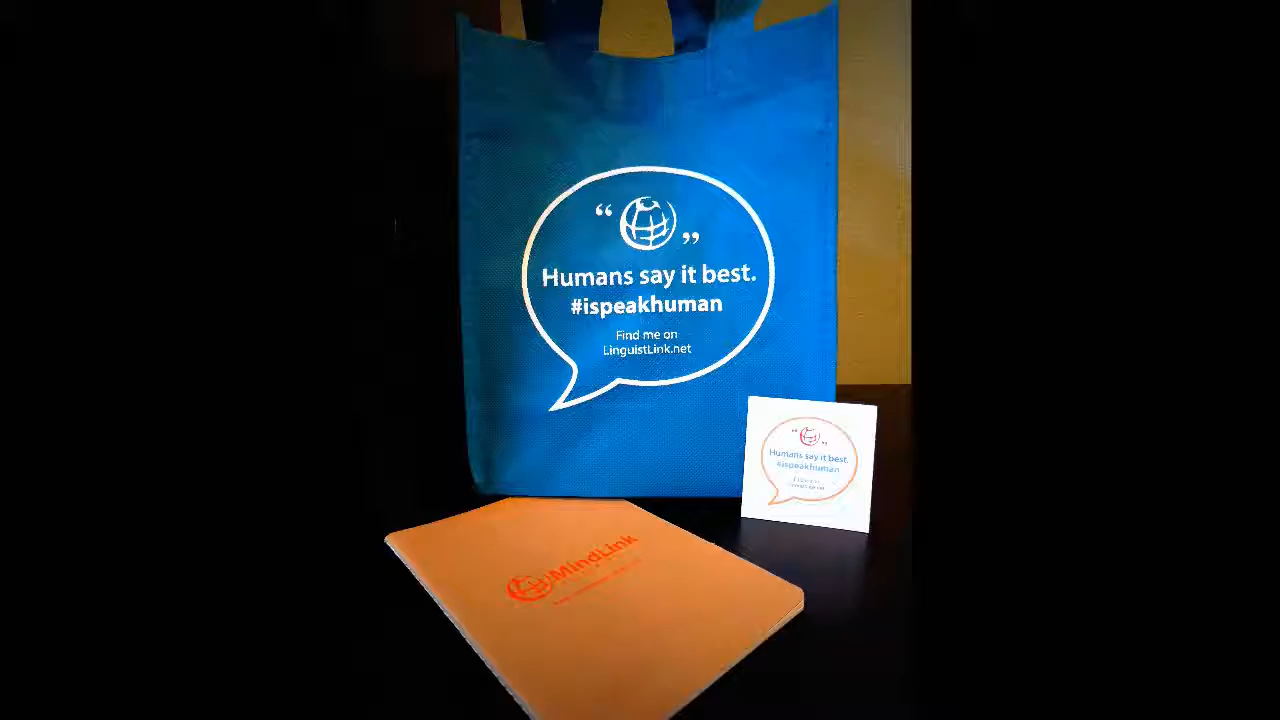 “ ”
Humans say it best.
#ispeakhuman
Find me on
LinguistLink.net
“ ”
Humans say it best.
#ispeakhuman
MindLink